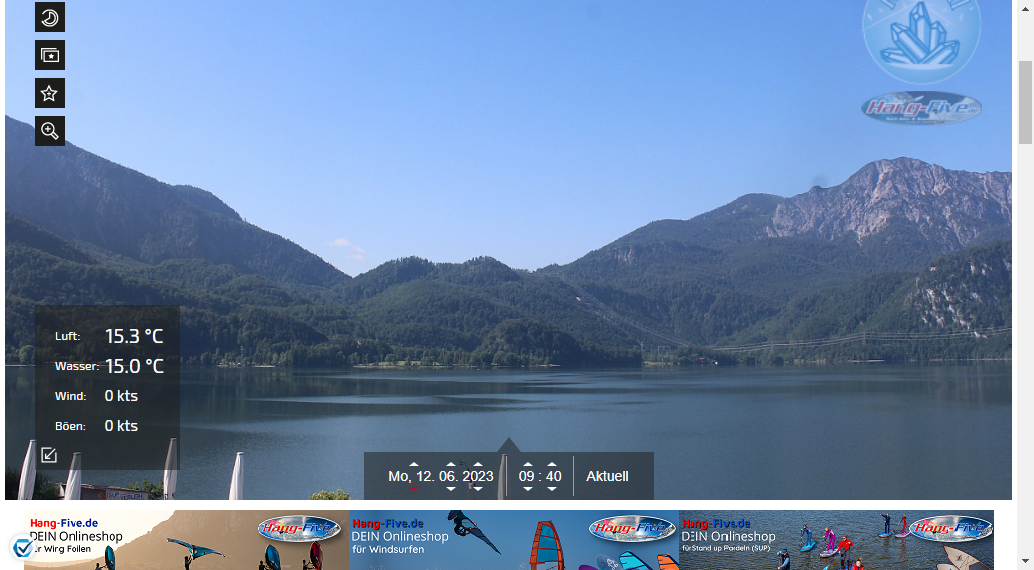 Hang-Five.de
Luft: 15.3 °C
Wasser: 15.0 °C
Wind: 0 kts
Böen: 0 kts
Mo, 12. 06. 2023 09 : 40 Aktuell
Hang-Five.de
DEIN Onlineshop
für Wing Foilen
Hang-Five
Hang-Five.de
DEIN Onlineshop
für Windsurfen
Hang-Five
Hang-Five.de
DEIN Onlineshop
für Stand up Paddeln (SUP)
Hang-Five